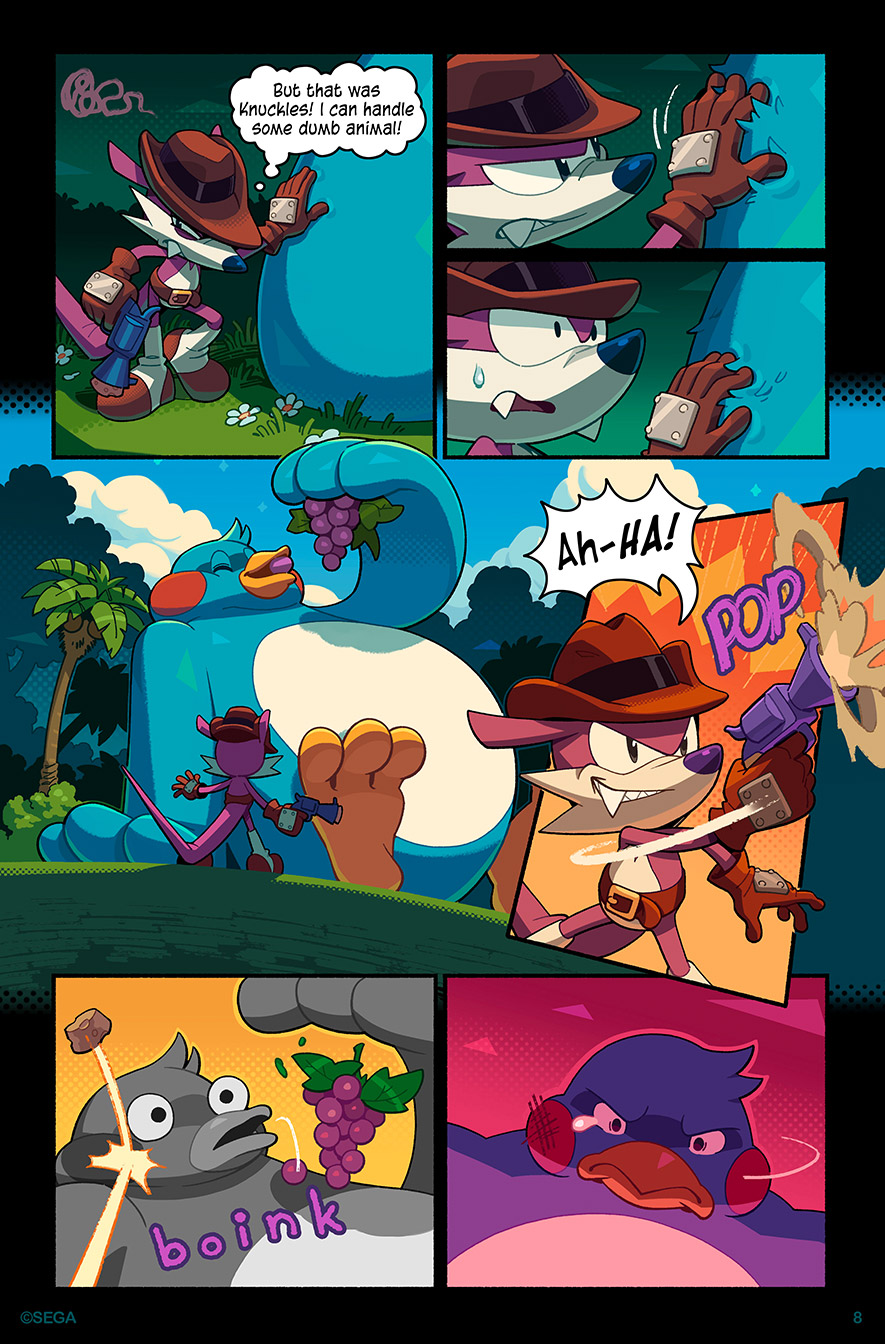 But that was
Knuckles! I can handle
some dumb animal!
Ah-HA!
POP
boink
©SEGA
8